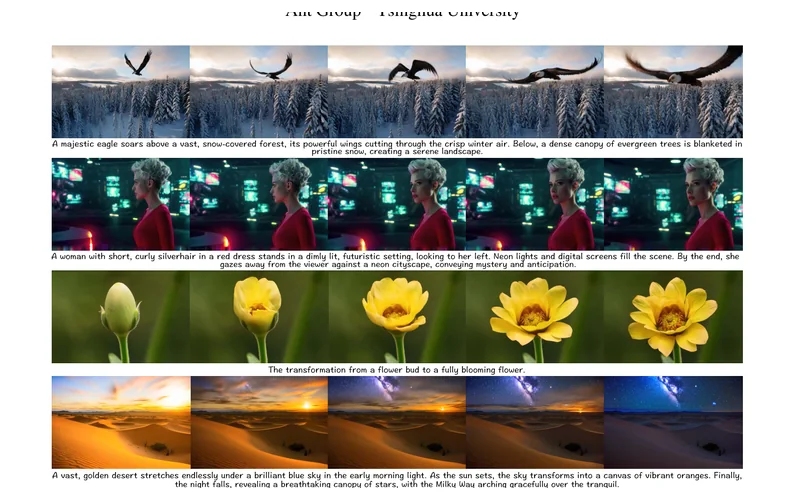 Ant Group Tsinghua University
A majestic eagle soars above a vast, snow-covered forest, its powerful wings cutting through the crisp winter air. Below, a dense canopy of evergreen trees is blanketed in
pristine snow, creating a serene landscape.
A woman with short, curly silverhair in a red dress stands in a dimly lit, futuristic setting, looking to her left. Neon lights and digital screens fill the scene. By the end, she
gazes away from the viewer against a neon cityscape, conveying mystery and anticipation.
The transformation from a flower bud to a fully blooming flower.
A vast, golden desert stretches endlessly under a brilliant blue sky in the early morning light. As the sun sets, the sky transforms into a canvas of vibrant oranges. Finally,
the night falls, revealing a breathtaking canopy of stars, with the Milky Way arching gracefully over the tranquil.